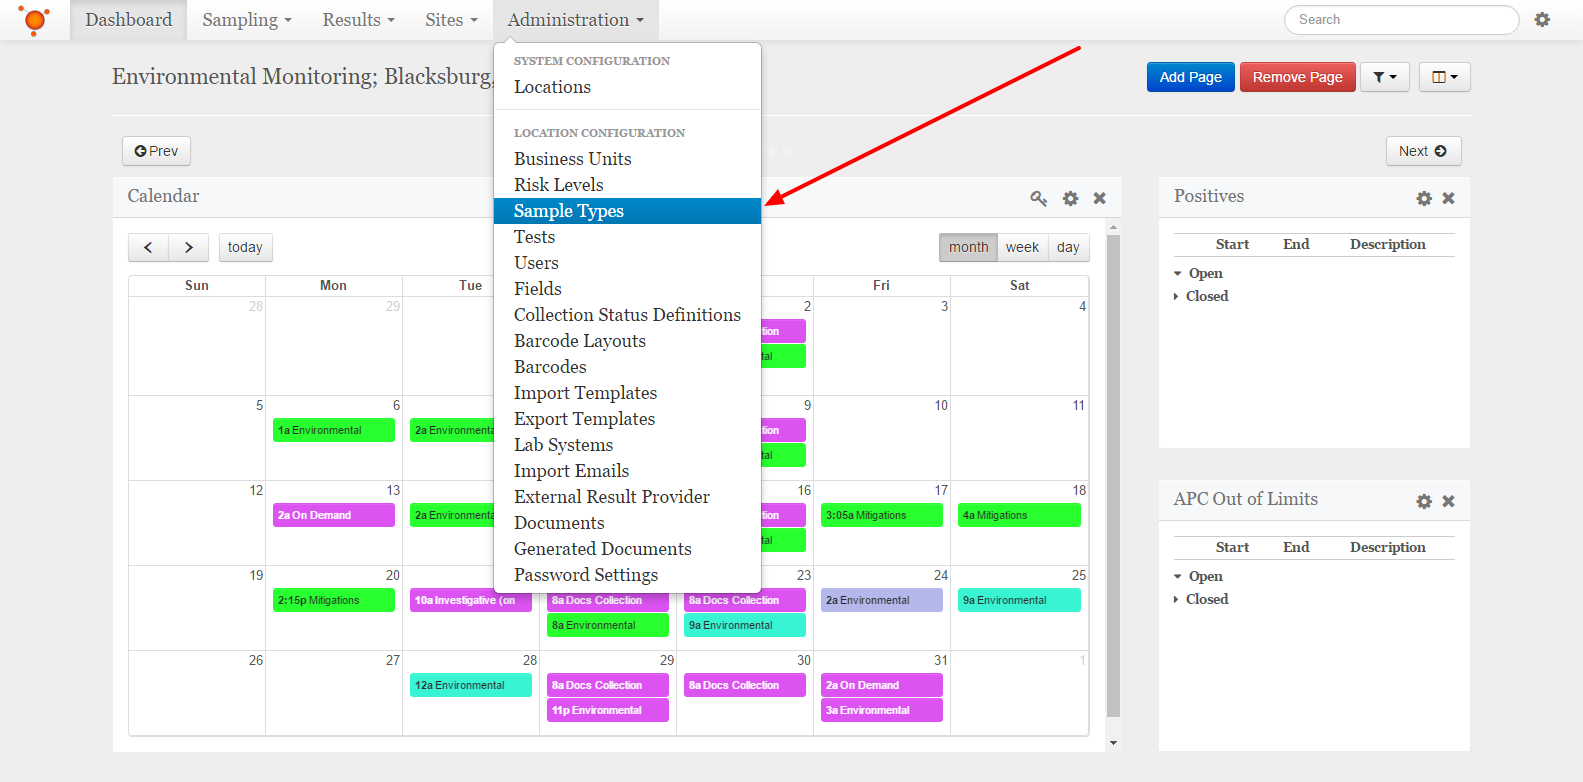 Dashboard Sampling Results Sites Administration Search
Environmental Monitoring; Blacksburg, Add Page Remove Page
SYSTEM CONFIGURATION
Locations
LOCATION CONFIGURATION
Business Units
Risk Levels
Sample Types
Tests
Users
Fields
Collection Status Definitions
Barcode Layouts
Barcodes
Import Templates
Export Templates
Lab Systems
Import Emails
External Result Provider
Documents
Generated Documents
Password Settings
Prev Next
Calendar
today month week day
Sun Mon Tue Fri Sat
28 29 2 3 4
tion
tal
5 6 9 10 11
1a Environmental 2a Environmenta tion
tal
12 13 16 17 18
2a On Demand 2a Environmenta tion 3:05a Mitigations 4a Mitigations
tal
19 20 23 24 25
2:15p Mitigations 10a Investigative (on 8a Docs Collection 8a Docs Collection 2a Environmental 9a Environmental
8a Environmental 9a Environmental
26 27 28 29 30 31 1
12a Environmental 8a Docs Collection 8a Docs Collection 2a On Demand
11p Environmental 3a Environmental
Positives
Start End Description
Open
Closed
APC Out of Limits
Start End Description
Open
Closed